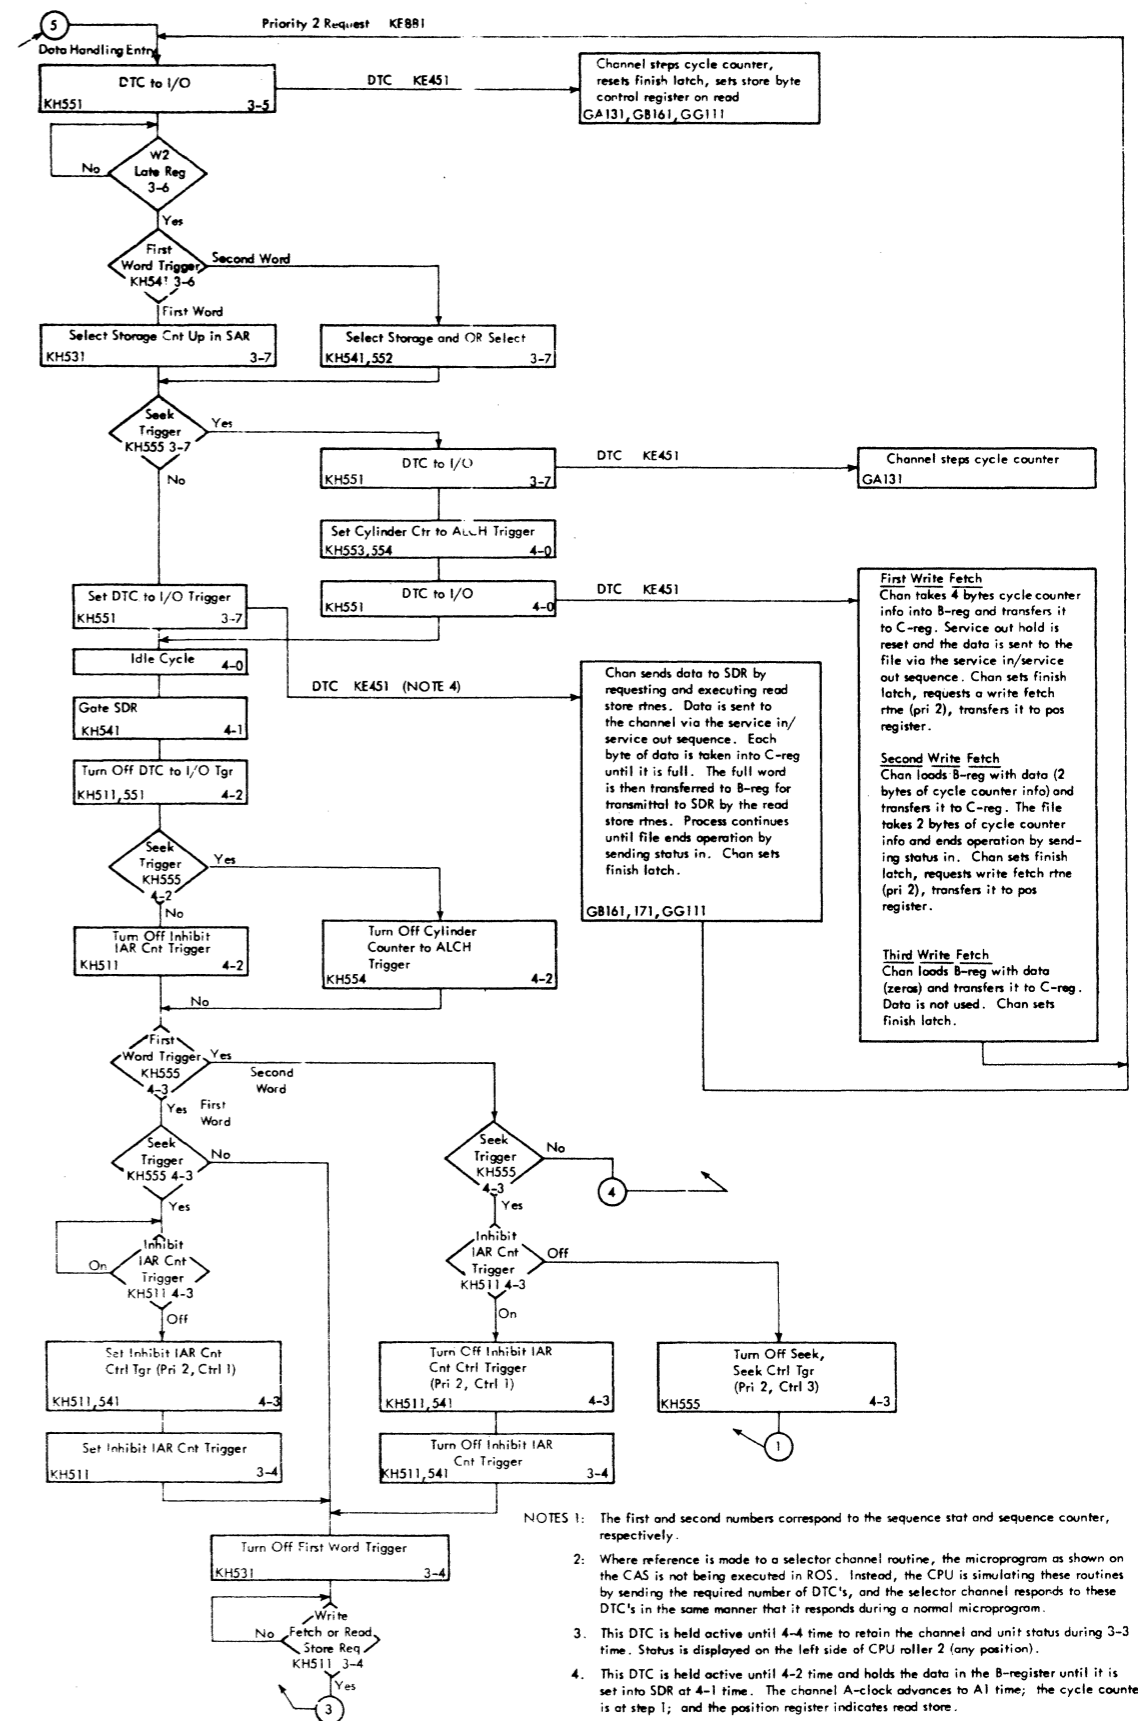 5
Priority 2 Request KE881
Data Handling Entry
DTC to I/O
KH551 3-5
DTC KE451
Channel steps cycle counter,
resets finish latch, sets store byte
control register on read
GA131, GB161, GG111
W2
Late Reg
3-6
No
Yes
First
Word Trigger
KH541 3-6
Second Word
First Word
Select Storage Cnt Up in SAR
KH531 3-7
Select Storage and OR Select
KH541, 552 3-7
Seek
Trigger
KH555 3-7
Yes
No
DTC to I/O
KH551 3-7
DTC KE451
Channel steps cycle counter
GA131
Set Cylinder Ctr to ALCH Trigger
KH553, 554 4-0
DTC to I/O
KH551 4-0
DTC KE451
First Write Fetch
Chan takes 4 bytes cycle counter
info into B-reg and transfers it
to C-reg. Service out hold is
reset and the data is sent to the
file via the service in/service
out sequence. Chan sets finish
latch, requests a write fetch
rtne (pri 2), transfers it to pos
register.
Second Write Fetch
Chan loads B-reg with data (2
bytes of cycle counter info) and
transfers it to C-reg. The file
takes 2 bytes of cycle counter
info and ends operation by send-
ing status in. Chan sets finish
latch, requests write fetch rtne
(pri 2), transfers it to pos
register.
Third Write Fetch
Chan loads B-reg with data
(zeros) and transfers it to C-reg.
Data is not used. Chan sets
finish latch.
Set DTC to I/O Trigger
KH551 3-7
Idle Cycle 4-0
DTC KE451 (NOTE 4)
Chan sends data to SDR by
requesting and executing read
store rtnes. Data is sent to
the channel via the service in/
service out sequence. Each
byte of data is taken into C-reg
until it is full. The full word
is then transferred to B-reg for
transmittal to SDR by the read
store rtnes. Process continues
until file ends operation by
sending status in. Chan sets
finish latch.
GB161, 171, GG111
Gate SDR
KH541 4-1
Turn Off DTC to I/O Tgr
KH511, 551 4-2
Seek
Trigger
KH555
4-2
Yes
No
Turn Off Inhibit
IAR Cnt Trigger
KH511 4-2
Turn Off Cylinder
Counter to ALCH
Trigger
KH554 4-2
No
First
Word Trigger
KH555
4-3
Yes
Second
Word
Yes
First
Word
Seek
Trigger
KH555 4-3
No
Yes
Seek
Trigger
KH555
4-3
No
4
Yes
Inhibit
IAR Cnt
Trigger
KH511 4-3
On
Off
Inhibit
IAR Cnt
Trigger
KH511 4-3
Off
On
Set Inhibit IAR Cnt
Ctrl Tgr (Pri 2, Ctrl 1)
KH511, 541 4-3
Turn Off Inhibit IAR
Cnt Ctrl Trigger
(Pri 2, Ctrl 1)
KH511, 541 4-3
Turn Off Seek,
Seek Ctrl Tgr
(Pri 2, Ctrl 3)
KH555 4-3
1
Set Inhibit IAR Cnt Trigger
KH511 3-4
Turn Off Inhibit IAR
Cnt Trigger
KH511, 541 3-4
Turn Off First Word Trigger
KH531 3-4
Write
Fetch or Read
Store Req
KH511 3-4
No
Yes
3
NOTES 1: The first and second numbers correspond to the sequence stat and sequence counter,
respectively.
2: Where reference is made to a selector channel routine, the microprogram as shown on
the CAS is not being executed in ROS. Instead, the CPU is simulating these routines
by sending the required number of DTC's, and the selector channel responds to these
DTC's in the same manner that it responds during a normal microprogram.
3. This DTC is held active until 4-4 time to retain the channel and unit status during 3-3
time. Status is displayed on the left side of CPU roller 2 (any position).
4. This DTC is held active until 4-2 time and holds the data in the B-register until it is
set into SDR at 4-1 time. The channel A-clock advances to A1 time; the cycle counte
is at step 1; and the position register indicates read store.